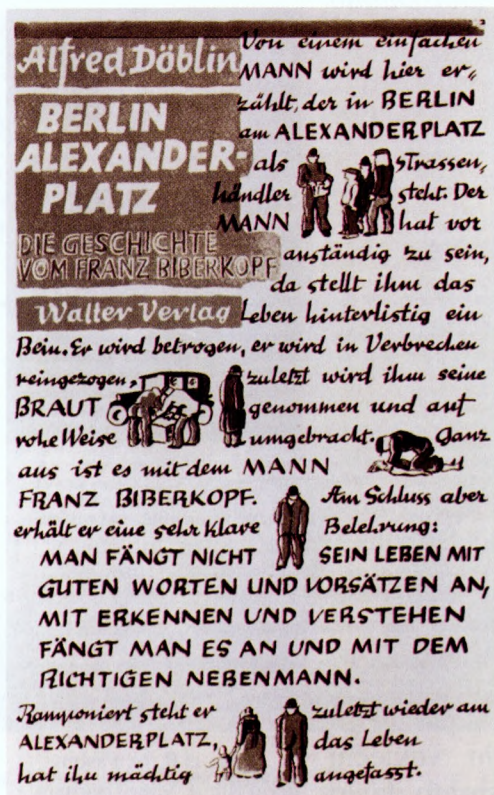 Alfred Döblin
BERLIN
ALEXANDER-
PLATZ
DIE GESCHICHTE
VOM FRANZ BIBERKOPF
Walter Verlag
Von einem einfachen
MANN wird hier er-
zählt, der in BERLIN
am ALEXANDERPLATZ
als Strassen,
händler steht. Der
MANN hat vor
anständig zu sein,
da stellt ihm das
Leben hinterlistig ein
Bein. Er wird betrogen, er wird in Verbrechen
reingezogen, zuletzt wird ihm seine
BRAUT genommen und auf
rohe Weise umgebracht. Ganz
aus ist es mit dem MANN
FRANZ BIBERKOPF. Am Schluss aber
erhält er eine sehr klare Belehrung:
MAN FÄNGT NICHT SEIN LEBEN MIT
GUTEN WORTEN UND VORSÄTZEN AN,
MIT ERKENNEN UND VERSTEHEN
FÄNGT MAN ES AN UND MIT DEM
RICHTIGEN NEBENMANN.
Ramponiert steht er zuletzt wieder am
ALEXANDERPLATZ, das Leben
hat ihn mächtig angefasst.